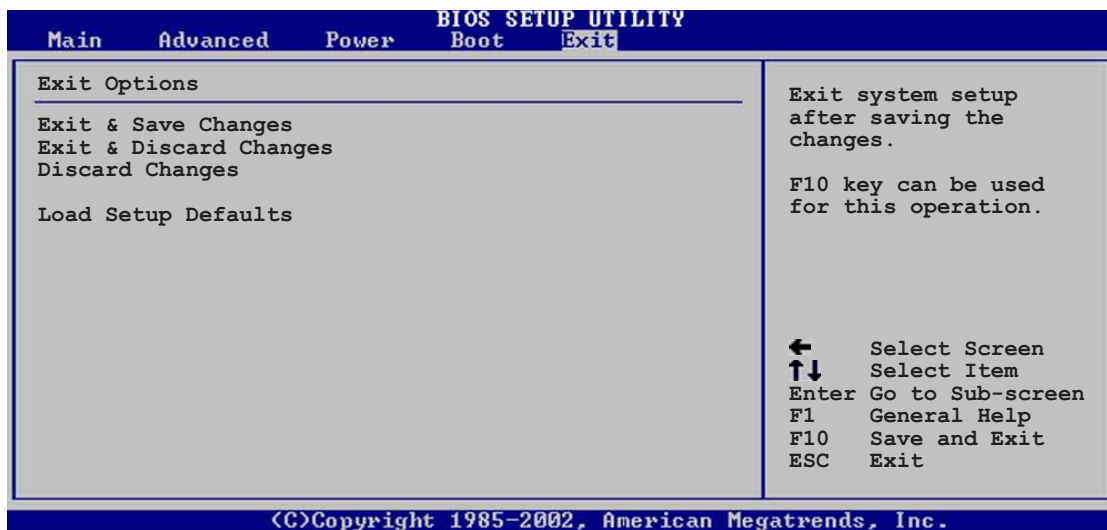 BIOS SETUP UTILITY
Main Advanced Power Boot Exit
Exit Options
Exit & Save Changes
Exit & Discard Changes
Discard Changes
Load Setup Defaults
Exit system setup
after saving the
changes.
F10 key can be used
for this operation.
← Select Screen
↑↓ Select Item
Enter Go to Sub-screen
F1 General Help
F10 Save and Exit
ESC Exit
(C)Copyright 1985-2002, American Megatrends, Inc.